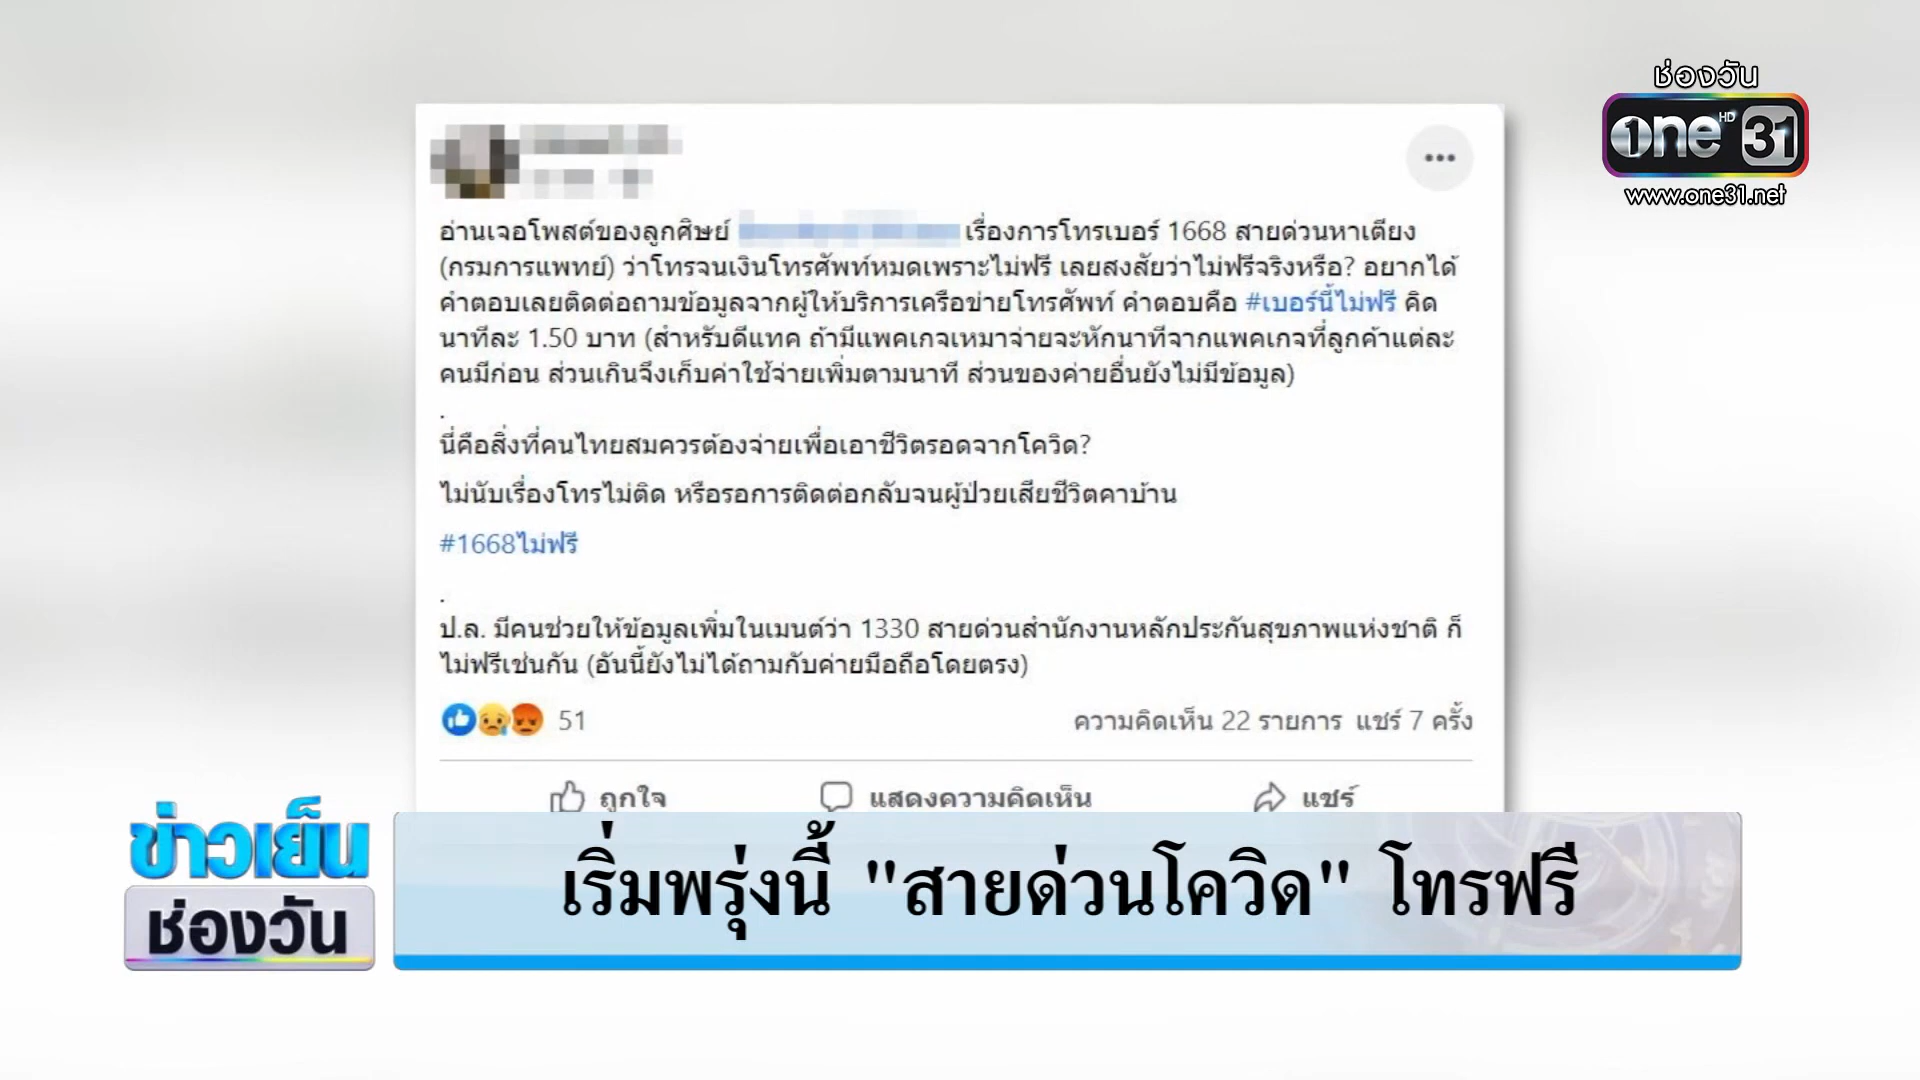 ช่องวัน
one HD 31
www.one31.net
อ่านเจอโพสต์ของลูกศิษย์ เรื่องการโทรเบอร์ 1668 สายด่วนหาเตียง
(กรมการแพทย์) ว่าโทรจนเงินโทรศัพท์หมดเพราะไม่ฟรี เลยสงสัยว่าไม่ฟรีจริงหรือ? อยากได้
คำตอบเลยติดต่อถามข้อมูลจากผู้ให้บริการเครือข่ายโทรศัพท์ คำตอบคือ #เบอร์นี้ไม่ฟรี คิด
นาทีละ 1.50 บาท (สำหรับดีแทค ถ้ามีแพคเกจเหมาจ่ายจะหักนาทีจากแพคเกจที่ลูกค้าแต่ละ
คนมีก่อน ส่วนเกินจึงเก็บค่าใช้จ่ายเพิ่มตามนาที ส่วนของค่ายอื่นยังไม่มีข้อมูล)
.
นี่คือสิ่งที่คนไทยสมควรต้องจ่ายเพื่อเอาชีวิตรอดจากโควิด?
ไม่นับเรื่องโทรไม่ติด หรือรอการติดต่อกลับจนผู้ป่วยเสียชีวิตคาบ้าน
#1668ไม่ฟรี
.
ป.ล. มีคนช่วยให้ข้อมูลเพิ่มในเมนต์ว่า 1330 สายด่วนสำนักงานหลักประกันสุขภาพแห่งชาติ ก็
ไม่ฟรีเช่นกัน (อันนี้ยังไม่ได้ถามกับค่ายมือถือโดยตรง)
51 ความคิดเห็น 22 รายการ แชร์ 7 ครั้ง
ถูกใจ แสดงความคิดเห็น แชร์
ข่าวเย็น
ช่องวัน
เริ่มพรุ่งนี้ "สายด่วนโควิด" โทรฟรี